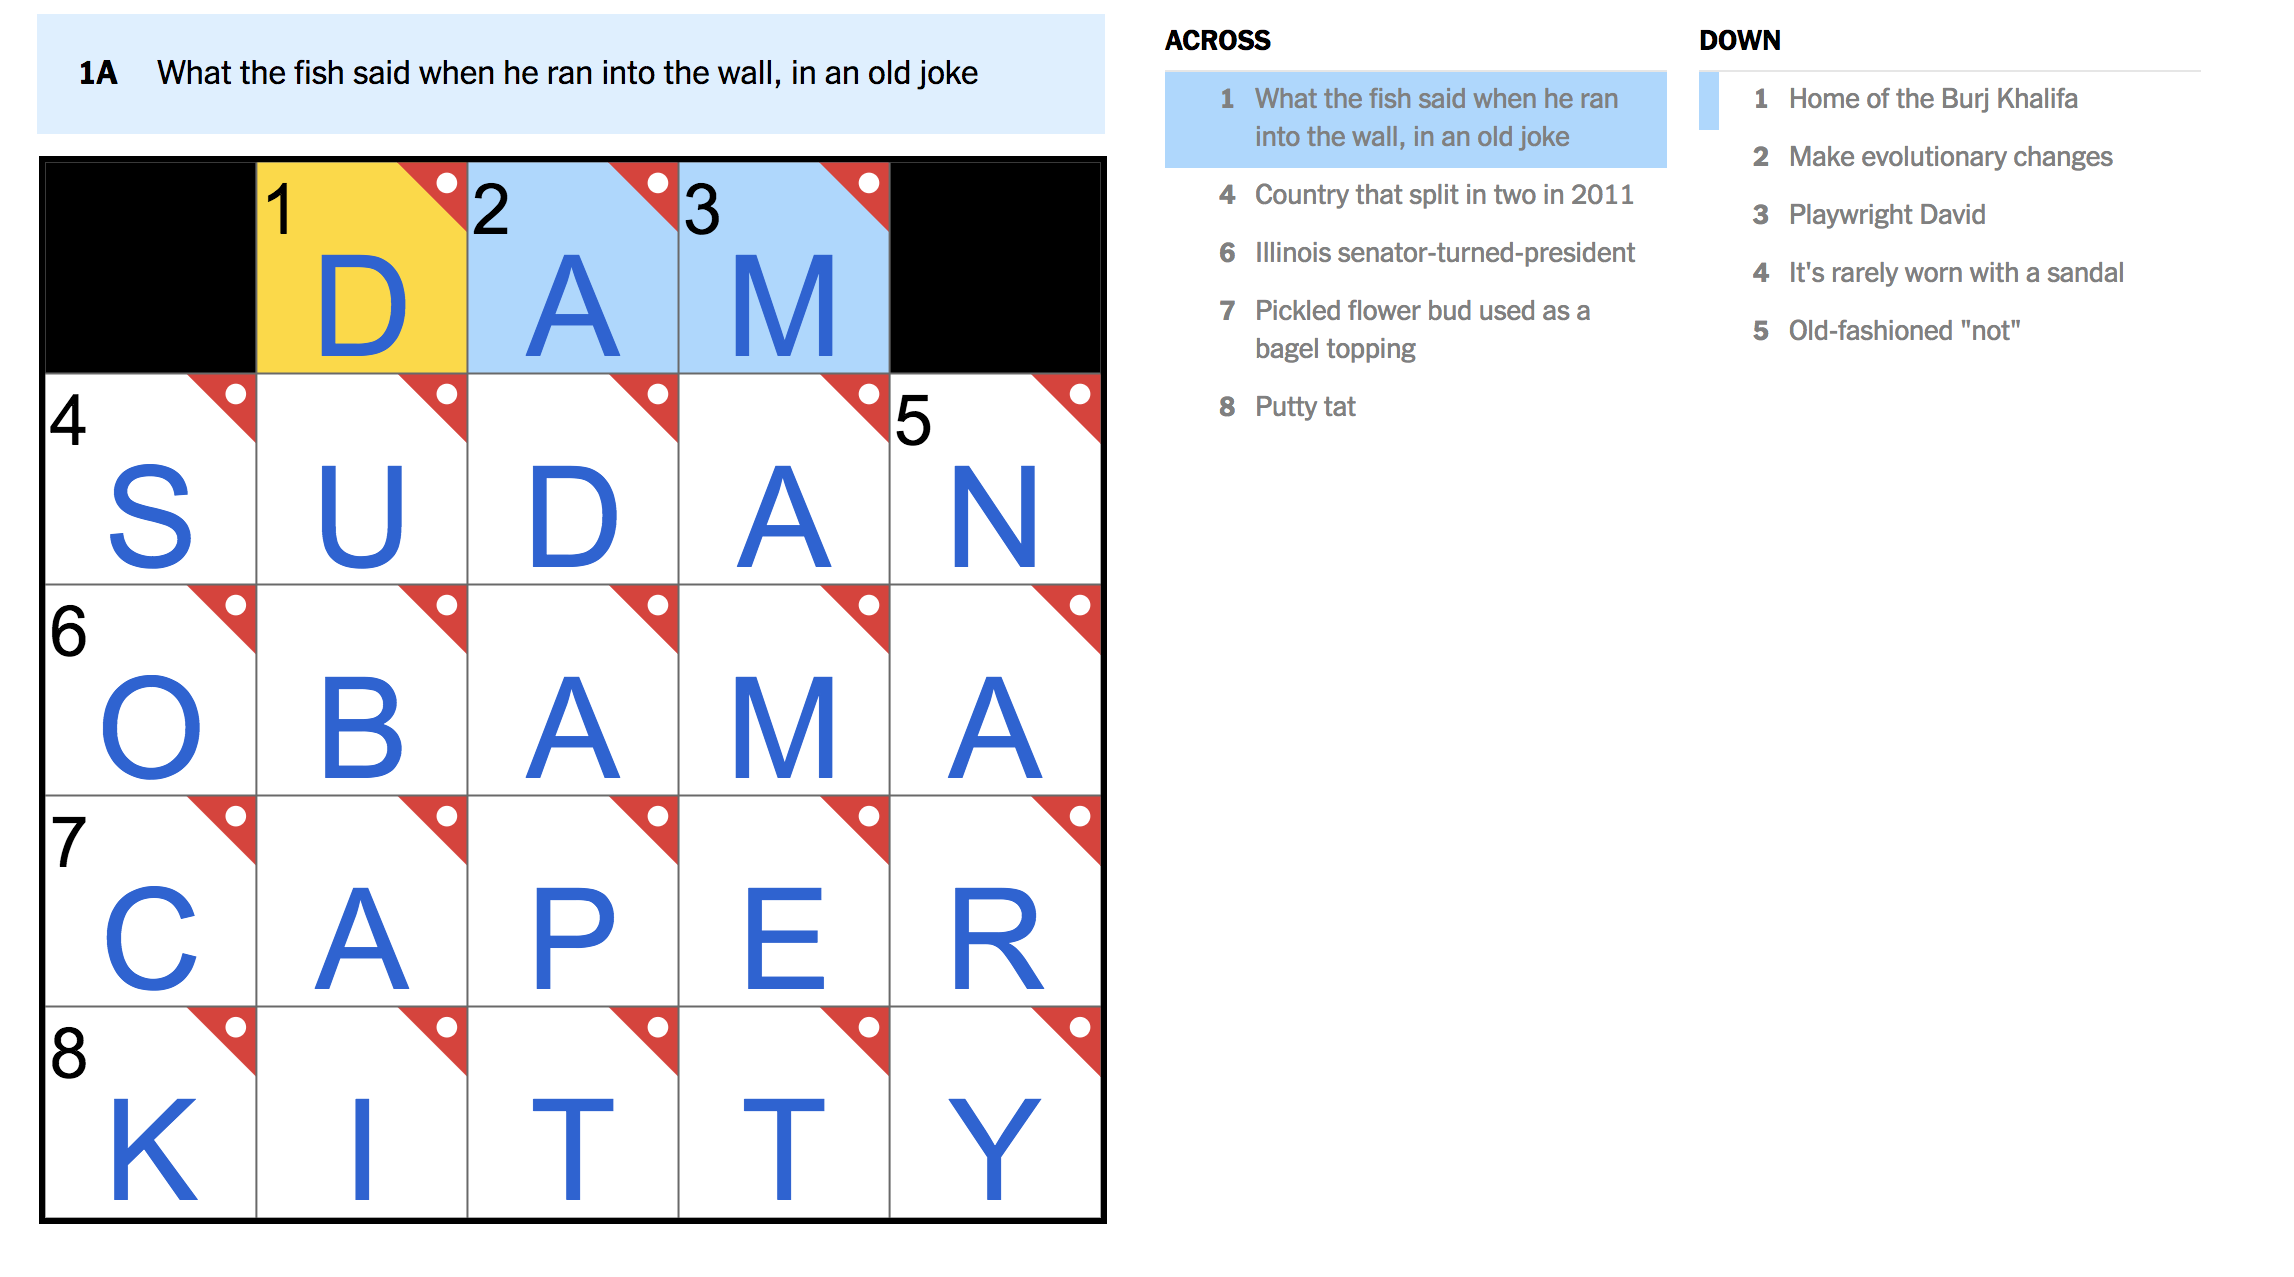 1A What the fish said when he ran into the wall, in an old joke
1 D 2 A 3 M
4 S U D A 5 N
6 O B A M A
7 C A P E R
8 K I T T Y
ACROSS
1 What the fish said when he ran
into the wall, in an old joke
4 Country that split in two in 2011
6 Illinois senator-turned-president
7 Pickled flower bud used as a
bagel topping
8 Putty tat
DOWN
1 Home of the Burj Khalifa
2 Make evolutionary changes
3 Playwright David
4 It's rarely worn with a sandal
5 Old-fashioned "not"